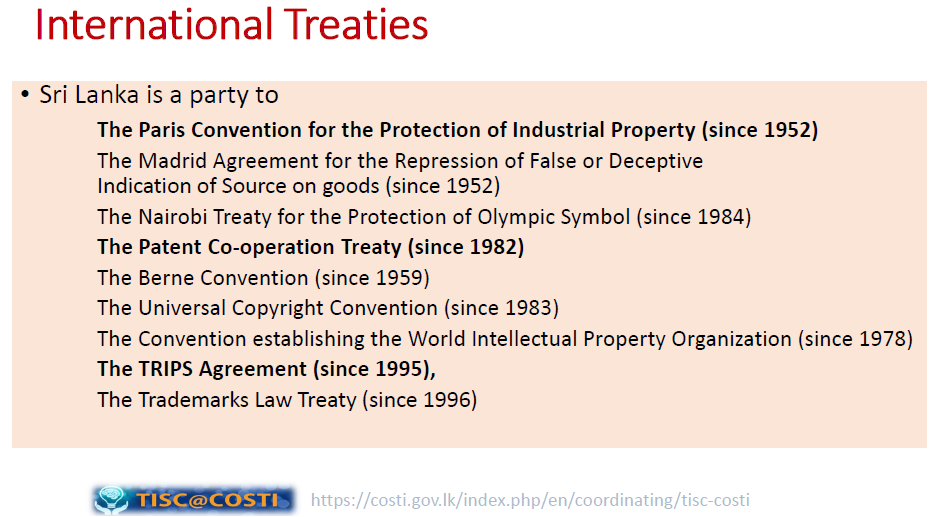 International Treaties
• Sri Lanka is a party to
The Paris Convention for the Protection of Industrial Property (since 1952)
The Madrid Agreement for the Repression of False or Deceptive
Indication of Source on goods (since 1952)
The Nairobi Treaty for the Protection of Olympic Symbol (since 1984)
The Patent Co-operation Treaty (since 1982)
The Berne Convention (since 1959)
The Universal Copyright Convention (since 1983)
The Convention establishing the World Intellectual Property Organization (since 1978)
The TRIPS Agreement (since 1995),
The Trademarks Law Treaty (since 1996)
TISC@COSTI https://costi.gov.lk/index.php/en/coordinating/tisc-costi